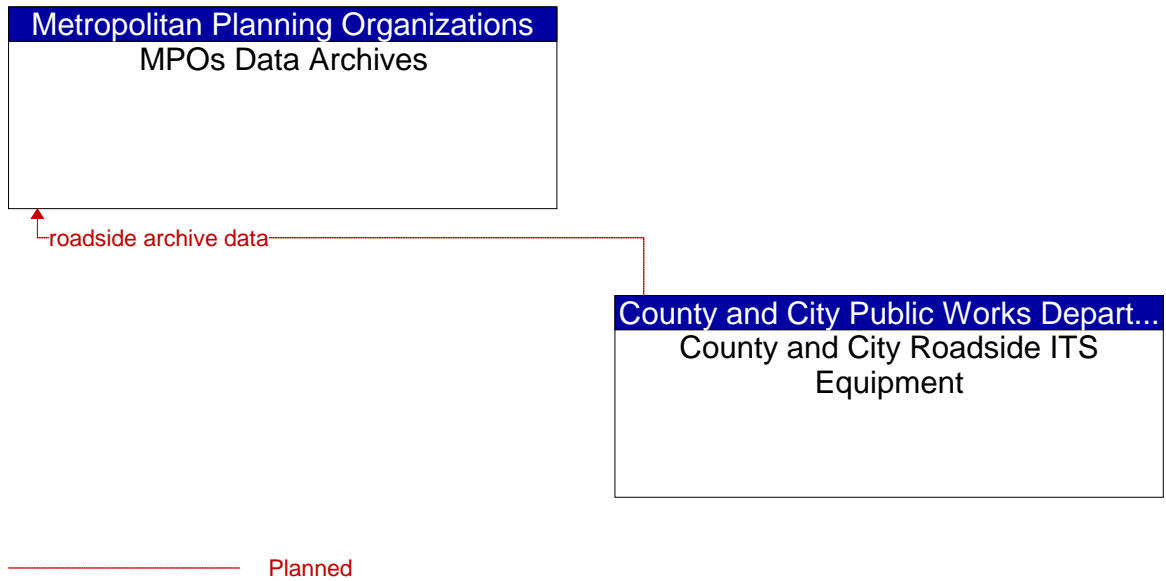 Metropolitan Planning Organizations
MPOs Data Archives
roadside archive data
County and City Public Works Depart...
County and City Roadside ITS
Equipment
Planned